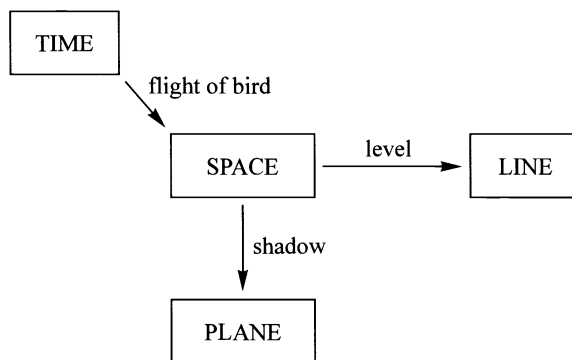 TIME
flight of bird
SPACE
level
LINE
shadow
PLANE